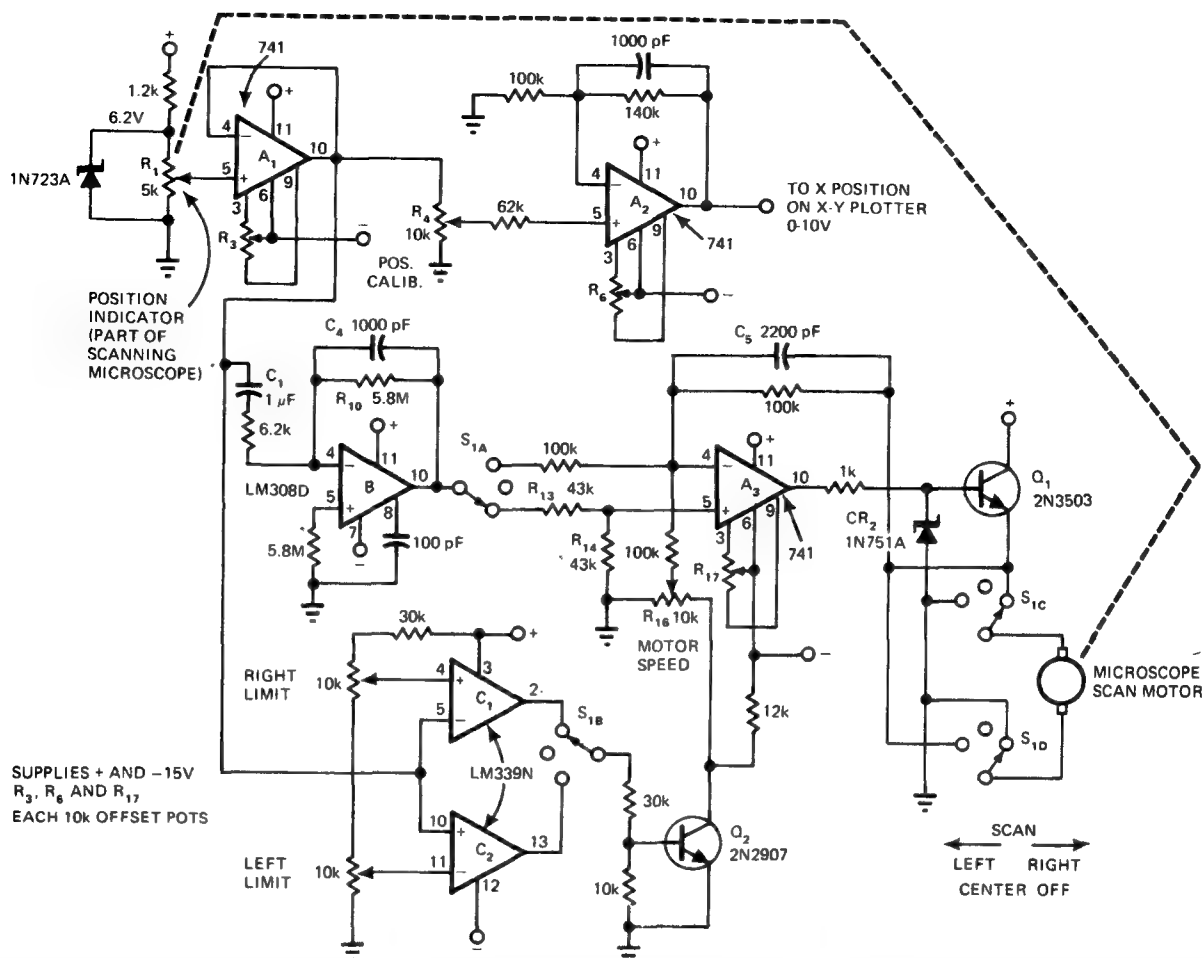 741
+
1.2k
6.2V
1N723A
R1
5k
4
−
5
+
A1
+
11
10
9
6
3
R3
−
POSITION
INDICATOR
(PART OF
SCANNING
MICROSCOPE)
R4
10k
POS.
CALIB.
62k
100k
1000 pF
140k
4
−
5
+
A2
+
11
10
9
6
3
R6
−
741
TO X POSITION
ON X-Y PLOTTER
0-10V
C1
1 μF
6.2k
C4 1000 pF
R10 5.8M
LM308D
4
−
5
+
B
+
11
10
8
7
−
5.8M
100 pF
S1A
100k
R13
43k
R14
43k
C5 2200 pF
100k
4
−
5
+
A3
+
11
10
9
6
3
741
R17
100k
R16 10k
MOTOR
SPEED
−
12k
1k
CR2
1N751A
+
Q1
2N3503
S1C
S1D
MICROSCOPE
SCAN MOTOR
30k
+
RIGHT
LIMIT
10k
3
4
+
5
−
C1
2
S1B
LM339N
LEFT
LIMIT
10k
10
+
11
−
C2
13
12
−
30k
10k
Q2
2N2907
SUPPLIES + AND −15V
R3, R6 AND R17
EACH 10k OFFSET POTS
SCAN
LEFT RIGHT
CENTER OFF